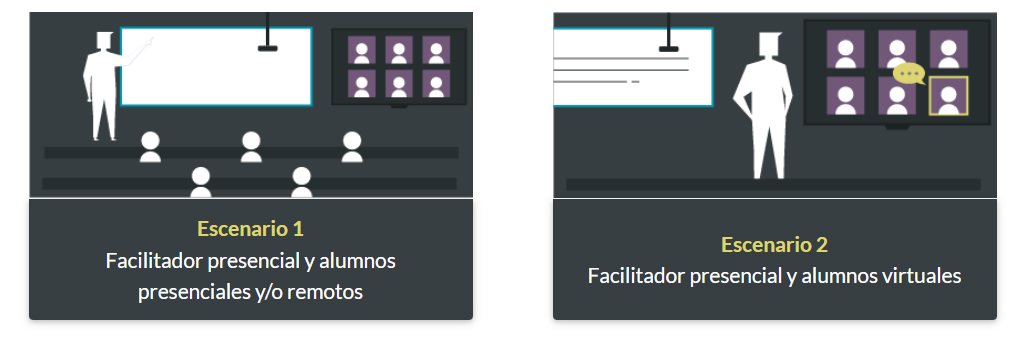 Escenario 1
Facilitador presencial y alumnos
presenciales y/o remotos
Escenario 2
Facilitador presencial y alumnos virtuales